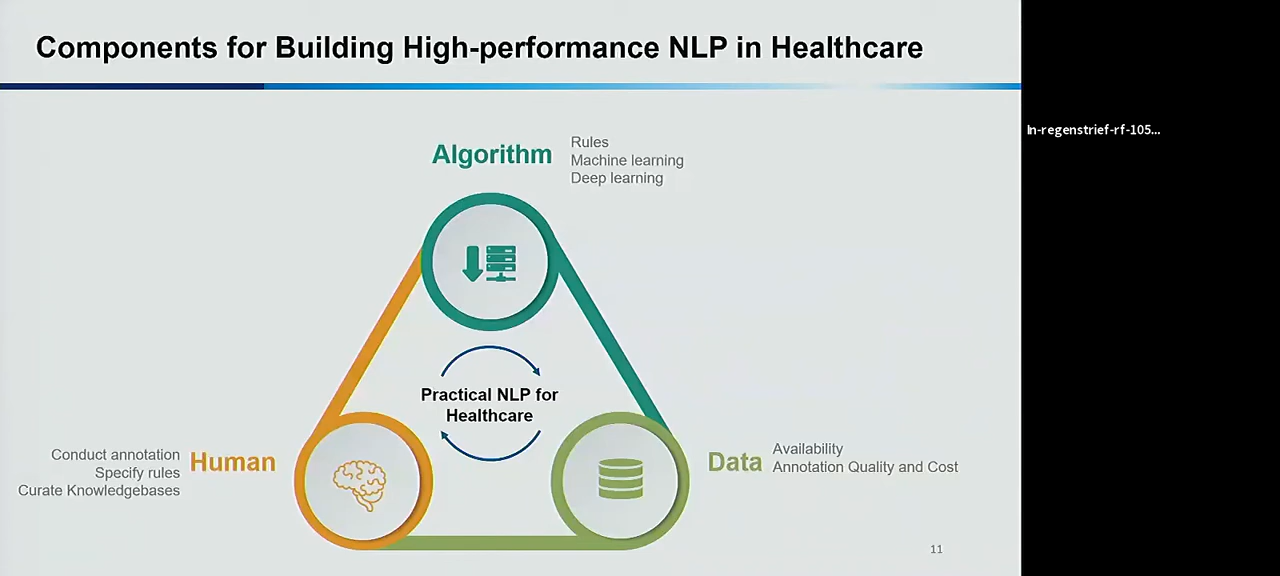 Components for Building High-performance NLP in Healthcare
In-regenstrief-rf-105...
Algorithm
Rules
Machine learning
Deep learning
Practical NLP for
Healthcare
Conduct annotation
Specify rules
Curate Knowledgebases
Human
Data
Availability
Annotation Quality and Cost
11